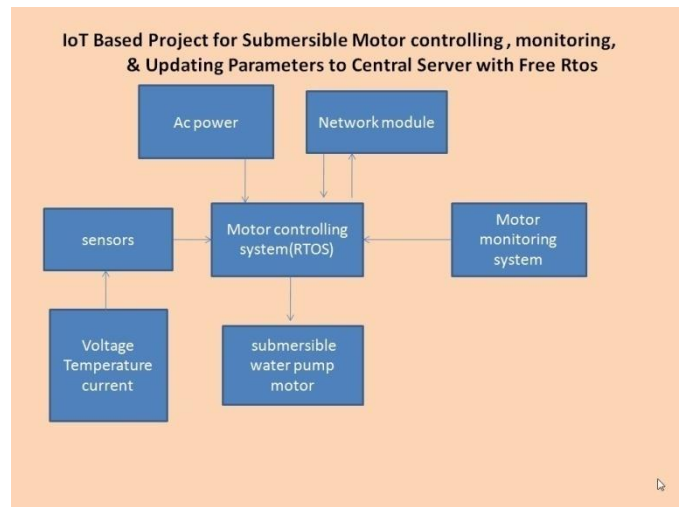 IoT Based Project for Submersible Motor controlling, monitoring,
& Updating Parameters to Central Server with Free Rtos
Ac power
Network module
sensors
Motor controlling
system(RTOS)
Motor
monitoring
system
Voltage
Temperature
current
submersible
water pump
motor